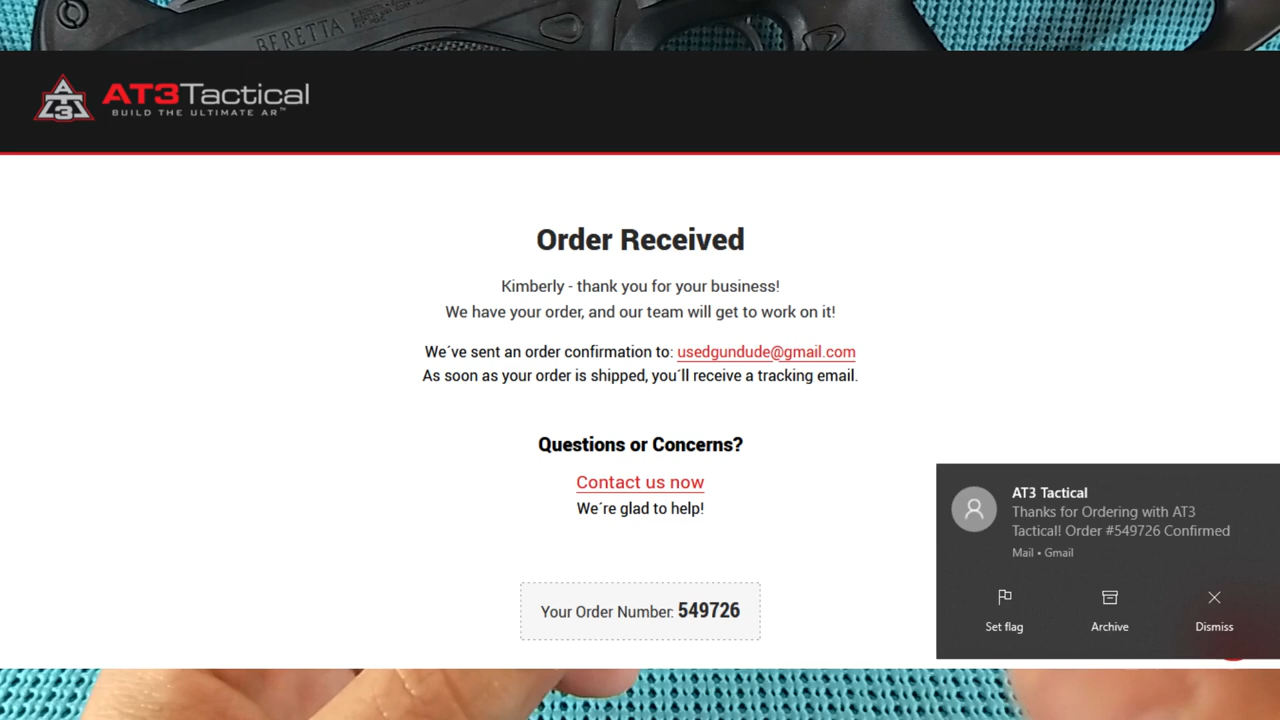 BERETTA
AT3Tactical
BUILD THE ULTIMATE AR™
AT3
Order Received
Kimberly - thank you for your business!
We have your order, and our team will get to work on it!
We´ve sent an order confirmation to: usedgundude@gmail.com
As soon as your order is shipped, you´ll receive a tracking email.
Questions or Concerns?
Contact us now
We´re glad to help!
Your Order Number: 549726
AT3 Tactical
Thanks for Ordering with AT3
Tactical! Order #549726 Confirmed
Mail • Gmail
Set flag
Archive
Dismiss